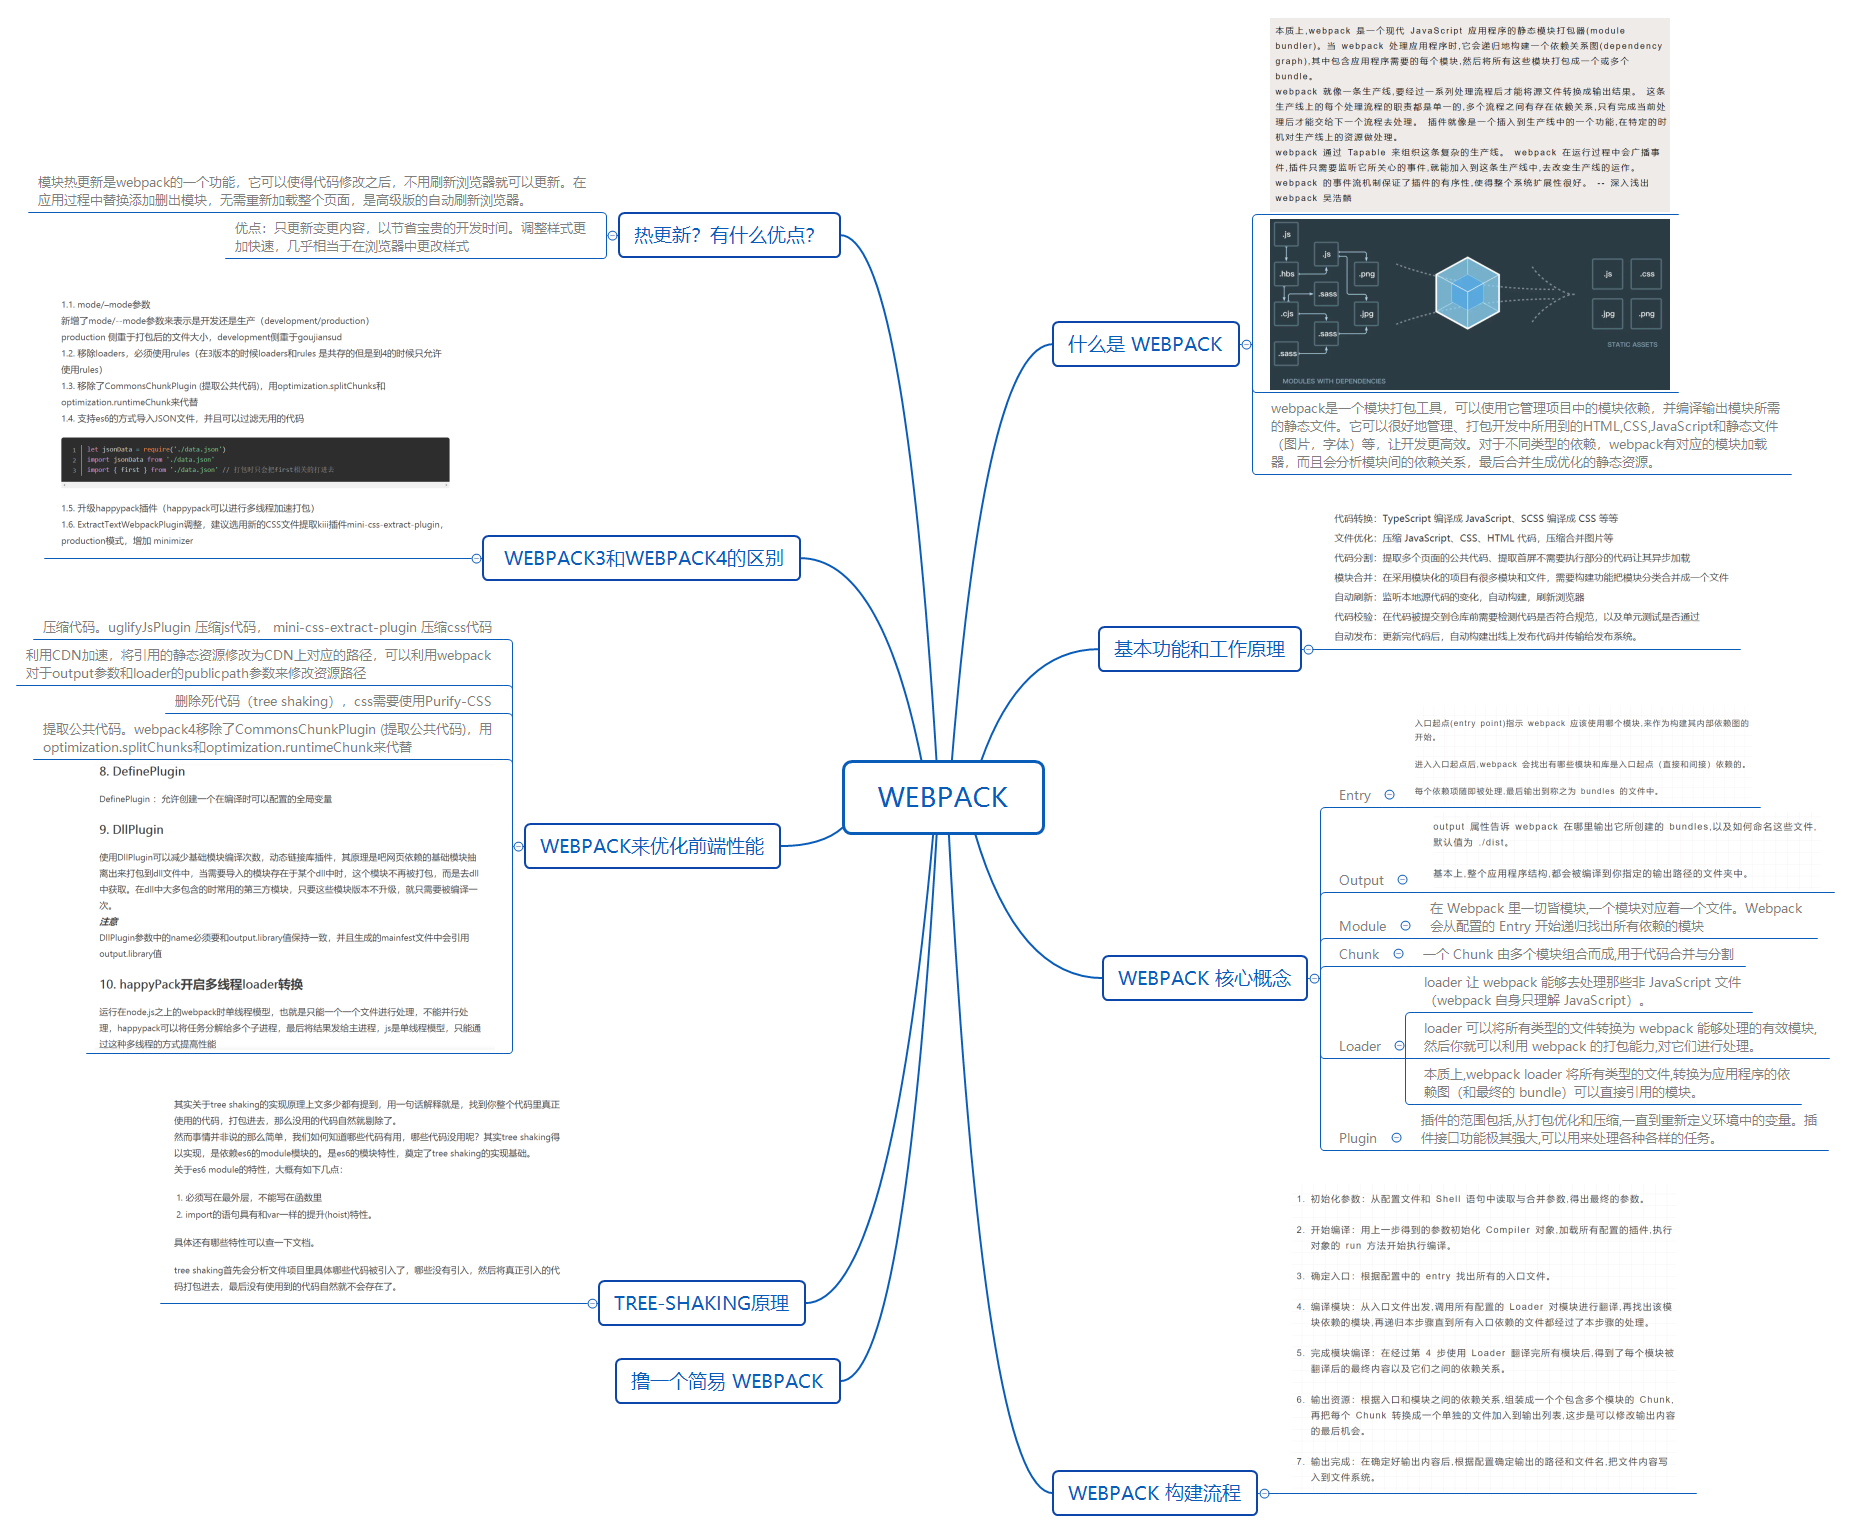 WEBPACK
什么是 WEBPACK
本质上,webpack 是一个现代 JavaScript 应用程序的静态模块打包器(module
bundler)。当 webpack 处理应用程序时,它会递归地构建一个依赖关系图(dependency
graph),其中包含应用程序需要的每个模块,然后将所有这些模块打包成一个或多个
bundle。
webpack 就像一条生产线,要经过一系列处理流程后才能将源文件转换成输出结果。 这条
生产线上的每个处理流程的职责都是单一的,多个流程之间有存在依赖关系,只有完成当前处
理后才能交给下一个流程去处理。 插件就像是一个插入到生产线中的一个功能,在特定的时
机对生产线上的资源做处理。
webpack 通过 Tapable 来组织这条复杂的生产线。 webpack 在运行过程中会广播事
件,插件只需要监听它所关心的事件,就能加入到这条生产线中,去改变生产线的运作。
webpack 的事件流机制保证了插件的有序性,使得整个系统扩展性很好。 -- 深入浅出
webpack 吴浩麟
.js
.js
.hbs
.png
.sass
.cjs
.jpg
.sass
.sass
MODULES WITH DEPENDENCIES
.js
.css
.jpg
.png
STATIC ASSETS
webpack是一个模块打包工具，可以使用它管理项目中的模块依赖，并编译输出模块所需
的静态文件。它可以很好地管理、打包开发中所用到的HTML,CSS,JavaScript和静态文件
（图片，字体）等，让开发更高效。对于不同类型的依赖，webpack有对应的模块加载
器，而且会分析模块间的依赖关系，最后合并生成优化的静态资源。
基本功能和工作原理
代码转换：TypeScript 编译成 JavaScript、SCSS 编译成 CSS 等等
文件优化：压缩 JavaScript、CSS、HTML 代码，压缩合并图片等
代码分割：提取多个页面的公共代码、提取首屏不需要执行部分的代码让其异步加载
模块合并：在采用模块化的项目有很多模块和文件，需要构建功能把模块分类合并成一个文件
自动刷新：监听本地源代码的变化，自动构建，刷新浏览器
代码校验：在代码被提交到仓库前需要检测代码是否符合规范，以及单元测试是否通过
自动发布：更新完代码后，自动构建出线上发布代码并传输给发布系统。
WEBPACK 核心概念
Entry
入口起点(entry point)指示 webpack 应该使用哪个模块,来作为构建其内部依赖图的
开始。
进入入口起点后,webpack 会找出有哪些模块和库是入口起点（直接和间接）依赖的。
每个依赖项随即被处理,最后输出到称之为 bundles 的文件中。
Output
output 属性告诉 webpack 在哪里输出它所创建的 bundles,以及如何命名这些文件,
默认值为 ./dist。
基本上,整个应用程序结构,都会被编译到你指定的输出路径的文件夹中。
Module
在 Webpack 里一切皆模块,一个模块对应着一个文件。Webpack
会从配置的 Entry 开始递归找出所有依赖的模块
Chunk
一个 Chunk 由多个模块组合而成,用于代码合并与分割
Loader
loader 让 webpack 能够去处理那些非 JavaScript 文件
（webpack 自身只理解 JavaScript）。
loader 可以将所有类型的文件转换为 webpack 能够处理的有效模块,
然后你就可以利用 webpack 的打包能力,对它们进行处理。
本质上,webpack loader 将所有类型的文件,转换为应用程序的依
赖图（和最终的 bundle）可以直接引用的模块。
Plugin
插件的范围包括,从打包优化和压缩,一直到重新定义环境中的变量。插
件接口功能极其强大,可以用来处理各种各样的任务。
WEBPACK 构建流程
1. 初始化参数：从配置文件和 Shell 语句中读取与合并参数,得出最终的参数。
2. 开始编译：用上一步得到的参数初始化 Compiler 对象,加载所有配置的插件,执行
对象的 run 方法开始执行编译。
3. 确定入口：根据配置中的 entry 找出所有的入口文件。
4. 编译模块：从入口文件出发,调用所有配置的 Loader 对模块进行翻译,再找出该模
块依赖的模块,再递归本步骤直到所有入口依赖的文件都经过了本步骤的处理。
5. 完成模块编译：在经过第 4 步使用 Loader 翻译完所有模块后,得到了每个模块被
翻译后的最终内容以及它们之间的依赖关系。
6. 输出资源：根据入口和模块之间的依赖关系,组装成一个个包含多个模块的 Chunk,
再把每个 Chunk 转换成一个单独的文件加入到输出列表,这步是可以修改输出内容
的最后机会。
7. 输出完成：在确定好输出内容后,根据配置确定输出的路径和文件名,把文件内容写
入到文件系统。
热更新？有什么优点？
模块热更新是webpack的一个功能，它可以使得代码修改之后，不用刷新浏览器就可以更新。在
应用过程中替换添加删出模块，无需重新加载整个页面，是高级版的自动刷新浏览器。
优点：只更新变更内容，以节省宝贵的开发时间。调整样式更
加快速，几乎相当于在浏览器中更改样式
WEBPACK3和WEBPACK4的区别
1.1. mode/–mode参数
新增了mode/--mode参数来表示是开发还是生产（development/production）
production 侧重于打包后的文件大小，development侧重于goujiansud
1.2. 移除loaders，必须使用rules（在3版本的时候loaders和rules 是共存的但是到4的时候只允许
使用rules）
1.3. 移除了CommonsChunkPlugin (提取公共代码)，用optimization.splitChunks和
optimization.runtimeChunk来代替
1.4. 支持es6的方式导入JSON文件，并且可以过滤无用的代码
1 let jsonData = require('./data.json')
2 import jsonData from './data.json'
3 import { first } from './data.json' // 打包时只会把first相关的打进去
1.5. 升级happypack插件（happypack可以进行多线程加速打包）
1.6. ExtractTextWebpackPlugin调整，建议选用新的CSS文件提取kiii插件mini-css-extract-plugin，
production模式，增加 minimizer
WEBPACK来优化前端性能
压缩代码。uglifyJsPlugin 压缩js代码， mini-css-extract-plugin 压缩css代码
利用CDN加速，将引用的静态资源修改为CDN上对应的路径，可以利用webpack
对于output参数和loader的publicpath参数来修改资源路径
删除死代码（tree shaking），css需要使用Purify-CSS
提取公共代码。webpack4移除了CommonsChunkPlugin (提取公共代码)，用
optimization.splitChunks和optimization.runtimeChunk来代替
8. DefinePlugin
DefinePlugin ：允许创建一个在编译时可以配置的全局变量
9. DllPlugin
使用DllPlugin可以减少基础模块编译次数，动态链接库插件，其原理是吧网页依赖的基础模块抽
离出来打包到dll文件中，当需要导入的模块存在于某个dll中时，这个模块不再被打包，而是去dll
中获取。在dll中大多包含的时常用的第三方模块，只要这些模块版本不升级，就只需要被编译一
次。
注意
DllPlugin参数中的name必须要和output.library值保持一致，并且生成的mainfest文件中会引用
output.library值
10. happyPack开启多线程loader转换
运行在node.js之上的webpack时单线程模型，也就是只能一个一个文件进行处理，不能并行处
理，happypack可以将任务分解给多个子进程，最后将结果发给主进程，js是单线程模型，只能通
过这种多线程的方式提高性能
TREE-SHAKING原理
其实关于tree shaking的实现原理上文多少都有提到，用一句话解释就是，找到你整个代码里真正
使用的代码，打包进去，那么没用的代码自然就剔除了。
然而事情并非说的那么简单，我们如何知道哪些代码有用，哪些代码没用呢？其实tree shaking得
以实现，是依赖es6的module模块的。是es6的模块特性，奠定了tree shaking的实现基础。
关于es6 module的特性，大概有如下几点：
1. 必须写在最外层，不能写在函数里
2. import的语句具有和var一样的提升(hoist)特性。
具体还有哪些特性可以查一下文档。
tree shaking首先会分析文件项目里具体哪些代码被引入了，哪些没有引入，然后将真正引入的代
码打包进去，最后没有使用到的代码自然就不会存在了。
撸一个简易 WEBPACK